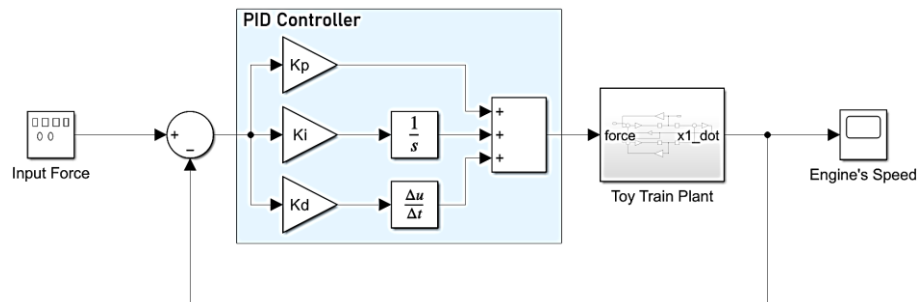 PID Controller
Kp
+
Input Force
+
−
Ki
1
s
+
+
force
x1_dot
Toy Train Plant
Engine's Speed
Kd
Δu
Δt